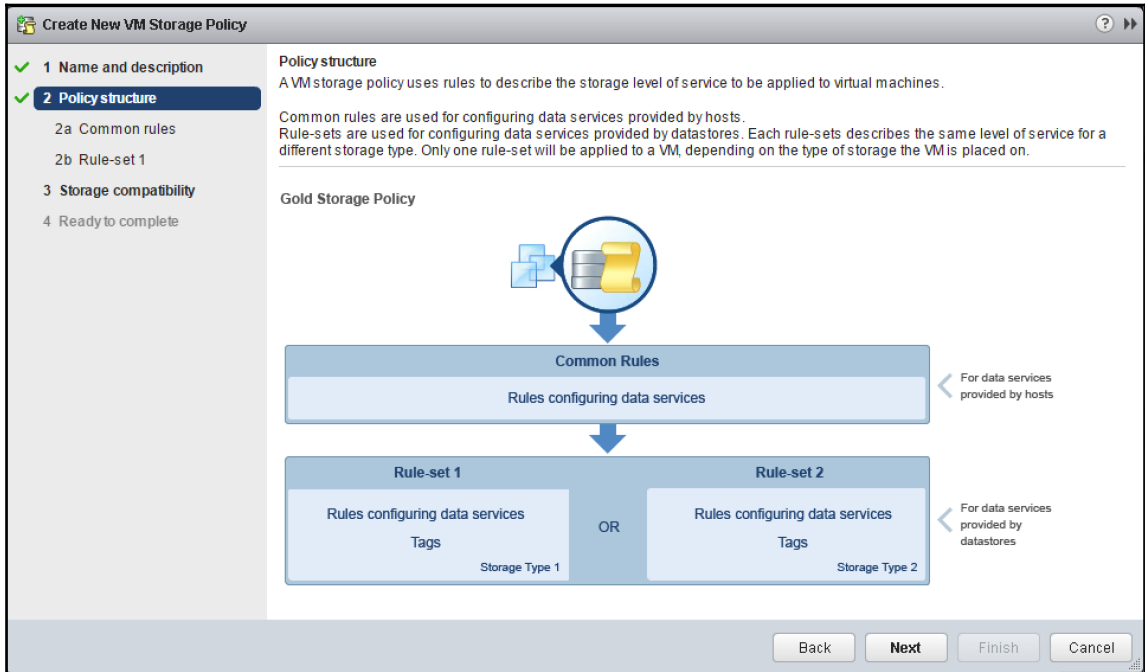 Create New VM Storage Policy
1 Name and description
2 Policy structure
2a Common rules
2b Rule-set 1
3 Storage compatibility
4 Ready to complete
Policy structure
A VM storage policy uses rules to describe the storage level of service to be applied to virtual machines.
Common rules are used for configuring data services provided by hosts.
Rule-sets are used for configuring data services provided by datastores. Each rule-sets describes the same level of service for a
different storage type. Only one rule-set will be applied to a VM, depending on the type of storage the VM is placed on.
Gold Storage Policy
Common Rules
Rules configuring data services
For data services
provided by hosts
Rule-set 1
Rules configuring data services
Tags
Storage Type 1
OR
Rule-set 2
Rules configuring data services
Tags
Storage Type 2
For data services
provided by
datastores
Back
Next
Finish
Cancel